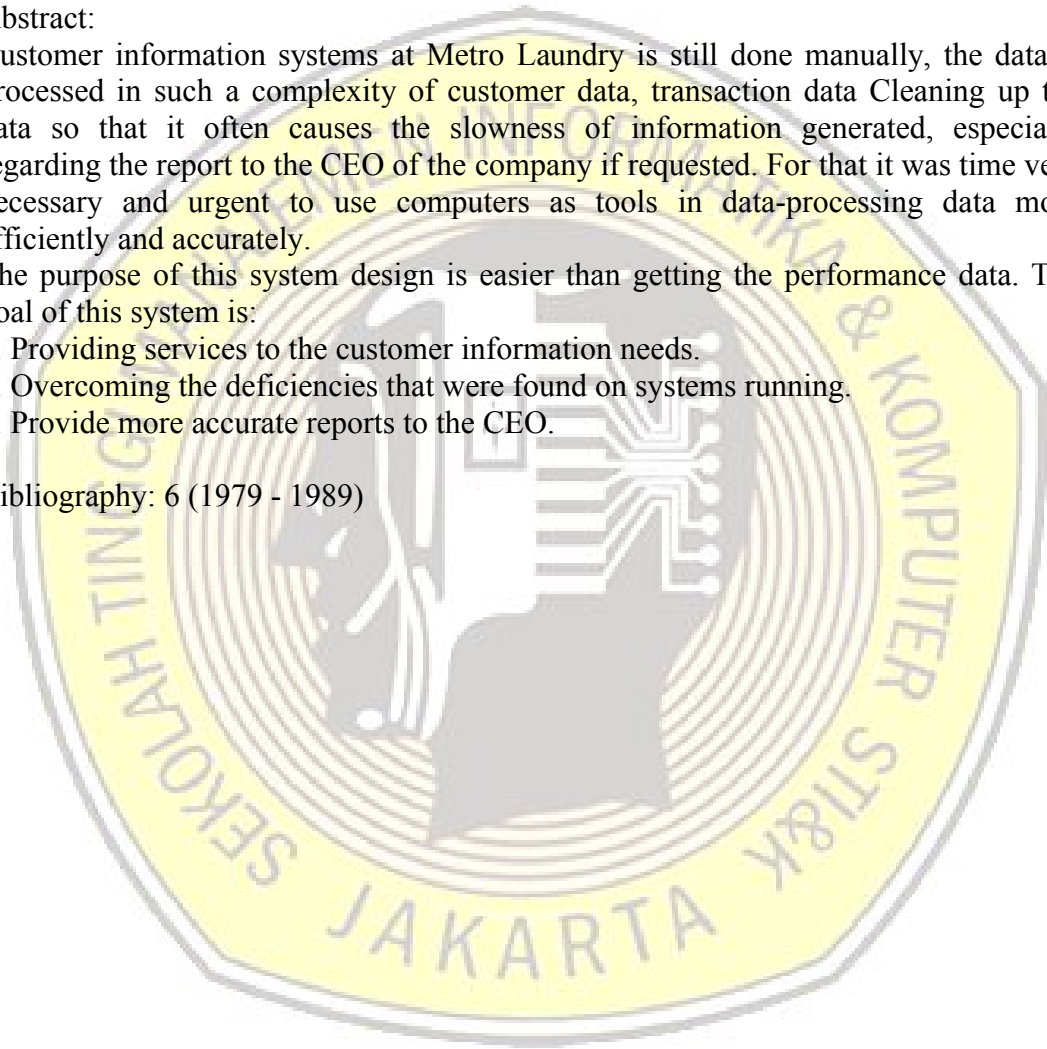 bstract:
ustomer information systems at Metro Laundry is still done manually, the data
rocessed in such a complexity of customer data, transaction data Cleaning up t
ata so that it often causes the slowness of information generated, especia
egarding the report to the CEO of the company if requested. For that it was time ve
ecessary and urgent to use computers as tools in data-processing data mo
fficiently and accurately.
he purpose of this system design is easier than getting the performance data. T
oal of this system is:
. Providing services to the customer information needs.
. Overcoming the deficiencies that were found on systems running.
. Provide more accurate reports to the CEO.
ibliography: 6 (1979 - 1989)
SEKOLAH TINGGI MANAJEMEN INFORMATIKA & KOMPUTER STI&K
JAKARTA